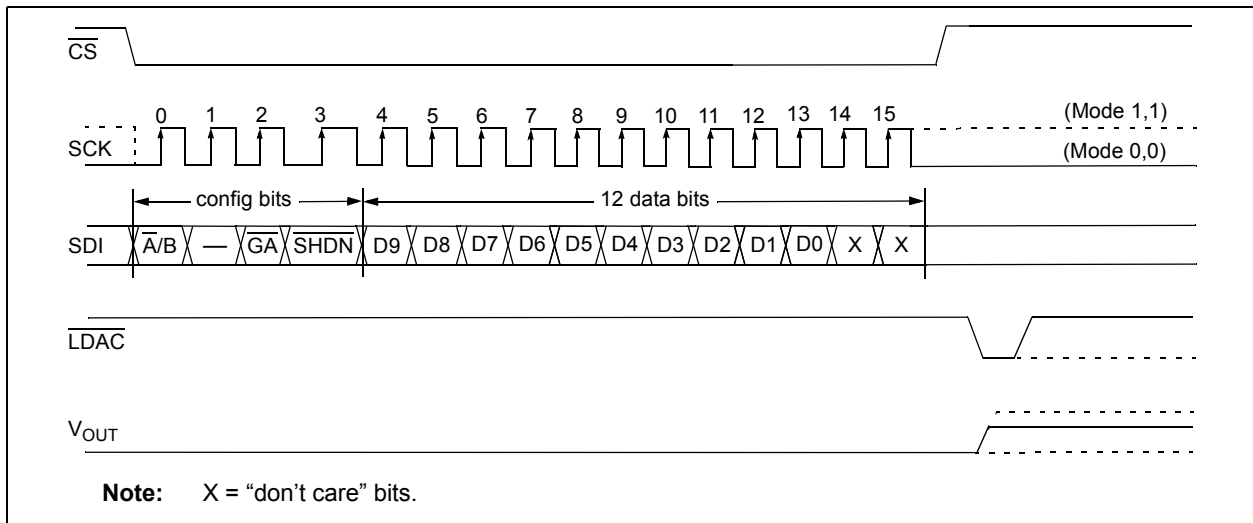 CS
0 1 2 3 4 5 6 7 8 9 10 11 12 13 14 15 (Mode 1,1)
SCK (Mode 0,0)
config bits 12 data bits
SDI A/B — GA SHDN D9 D8 D7 D6 D5 D4 D3 D2 D1 D0 X X
LDAC
VOUT
Note: X = “don’t care” bits.